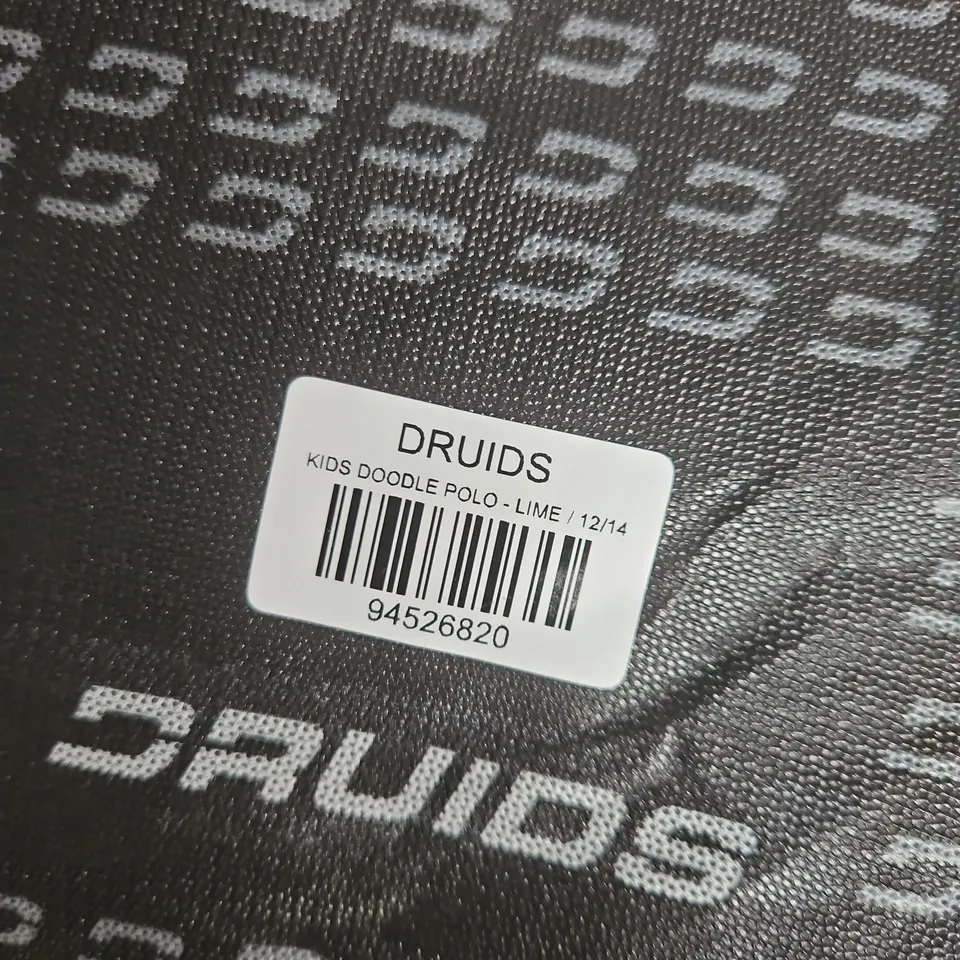 DRUIDS
KIDS DOODLE POLO - LIME / 12/14
94526820
DRUIDS